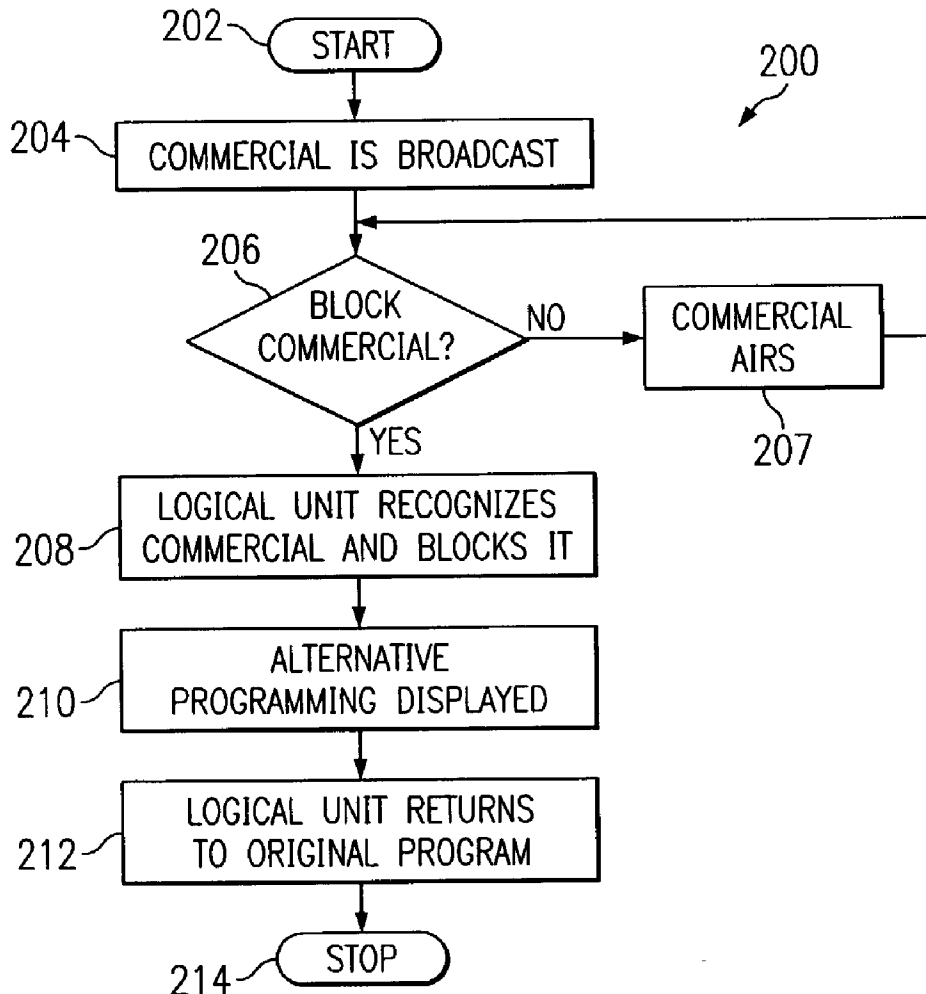 202
START
200
204
COMMERCIAL IS BROADCAST
206
BLOCK
COMMERCIAL?
NO
COMMERCIAL
AIRS
207
YES
208
LOGICAL UNIT RECOGNIZES
COMMERCIAL AND BLOCKS IT
210
ALTERNATIVE
PROGRAMMING DISPLAYED
212
LOGICAL UNIT RETURNS
TO ORIGINAL PROGRAM
214
STOP